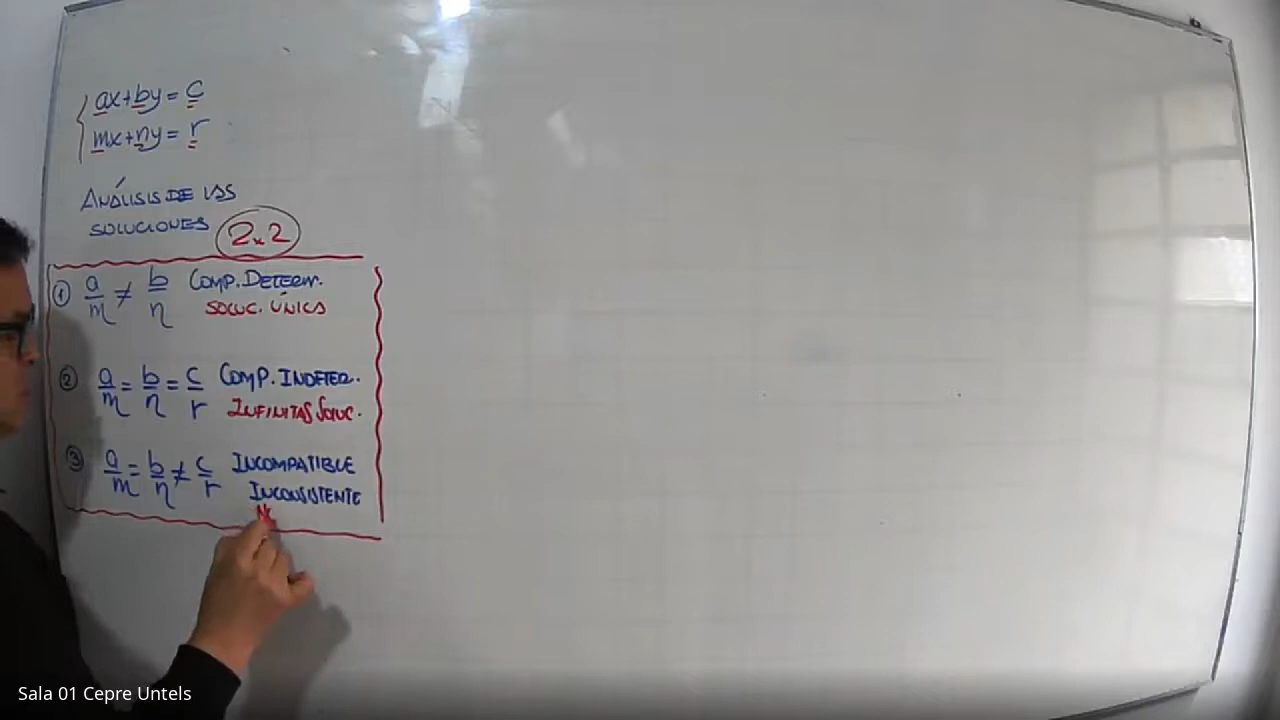 ax+by=c
mx+ny=r
ANÁLISIS DE LAS
SOLUCIONES 2x2
① a/m ≠ b/n COMP. DETERM.
SOLUC. ÚNICA
② a/m = b/n = c/r COMP. INDETER.
INFINITAS SOLUC.
③ a/m = b/n ≠ c/r INCOMPATIBLE
INCONSISTENTE
Sala 01 Cepre Untels